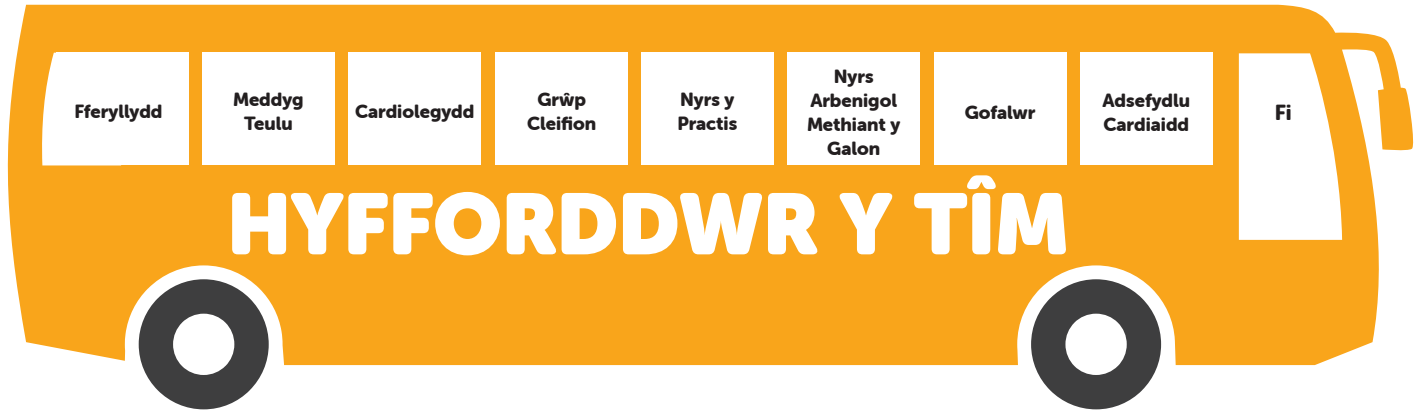 Fferyllydd
Meddyg
Teulu
Cardiolegydd
Grŵp
Cleifion
Nyrs y
Practis
Nyrs
Arbenigol
Methiant y
Galon
Gofalwr
Adsefydlu
Cardiaidd
Fi
HYFFORDDWR Y TÎM